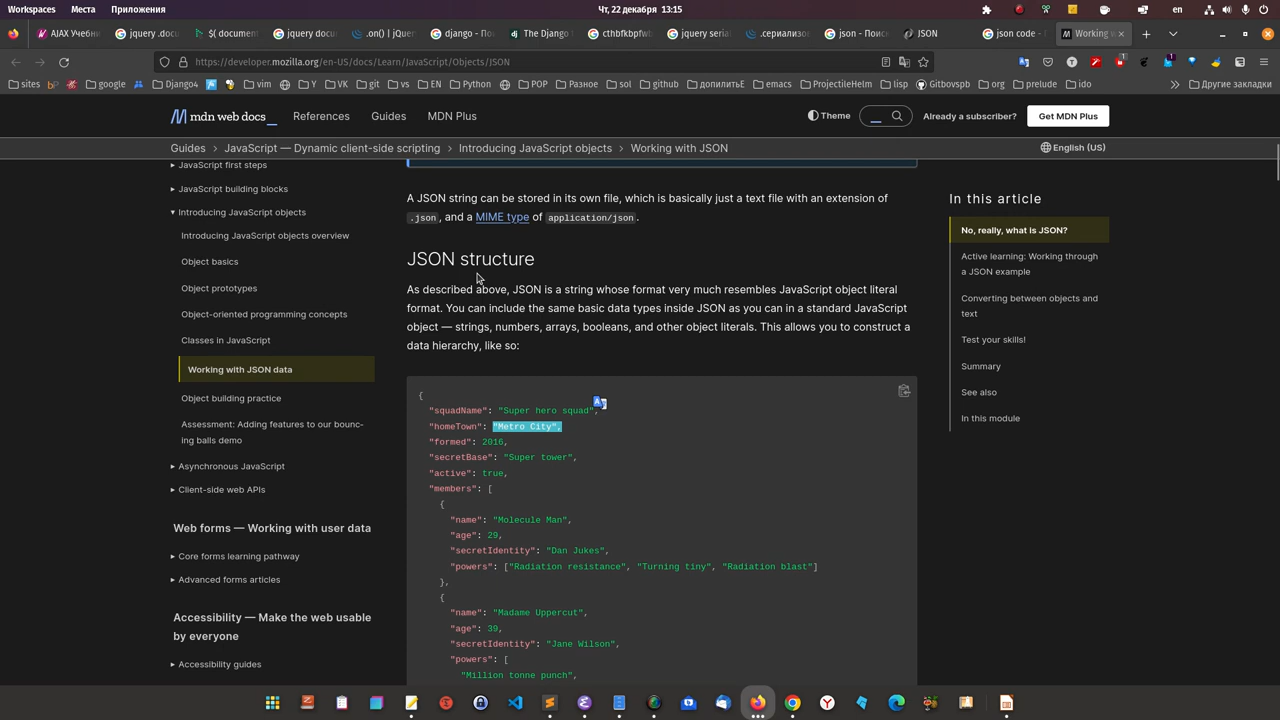 Workspaces Места Приложения Чт, 22 декабря 13:15 en
AJAX Учебни jquery .doc $( document jquery docu .on() | jQuery django - По The Django cthbfkbpfwb jquery serial .сериализо json - Поиск JSON json code - Working w
https://developer.mozilla.org/en-US/docs/Learn/JavaScript/Objects/JSON
sites google Django4 vim Y VK git vs EN Python POP Разное sol github допилитьЕ emacs ProjectileHelm lisp Gitbovspb org prelude ido Другие закладки
mdn web docs_ References Guides MDN Plus Theme Already a subscriber? Get MDN Plus
Guides JavaScript — Dynamic client-side scripting Introducing JavaScript objects Working with JSON English (US)
JavaScript first steps
JavaScript building blocks
Introducing JavaScript objects
Introducing JavaScript objects overview
Object basics
Object prototypes
Object-oriented programming concepts
Classes in JavaScript
Working with JSON data
Object building practice
Assessment: Adding features to our boun­c-
ing balls demo
Asynchronous JavaScript
Client-side web APIs
Web forms — Working with user data
Core forms learning pathway
Advanced forms articles
Accessibility — Make the web usable
by everyone
Accessibility guides
A JSON string can be stored in its own file, which is basically just a text file with an extension of
.json, and a MIME type of application/json.
JSON structure
As described above, JSON is a string whose format very much resembles JavaScript object literal
format. You can include the same basic data types inside JSON as you can in a standard JavaScript
object — strings, numbers, arrays, booleans, and other object literals. This allows you to construct a
data hierarchy, like so:
{
"squadName": "Super hero squad",
"homeTown": "Metro City",
"formed": 2016,
"secretBase": "Super tower",
"active": true,
"members": [
{
"name": "Molecule Man",
"age": 29,
"secretIdentity": "Dan Jukes",
"powers": ["Radiation resistance", "Turning tiny", "Radiation blast"]
},
{
"name": "Madame Uppercut",
"age": 39,
"secretIdentity": "Jane Wilson",
"powers": [
"Million tonne punch",
In this article
No, really, what is JSON?
Active learning: Working through
a JSON example
Converting between objects and
text
Test your skills!
Summary
See also
In this module